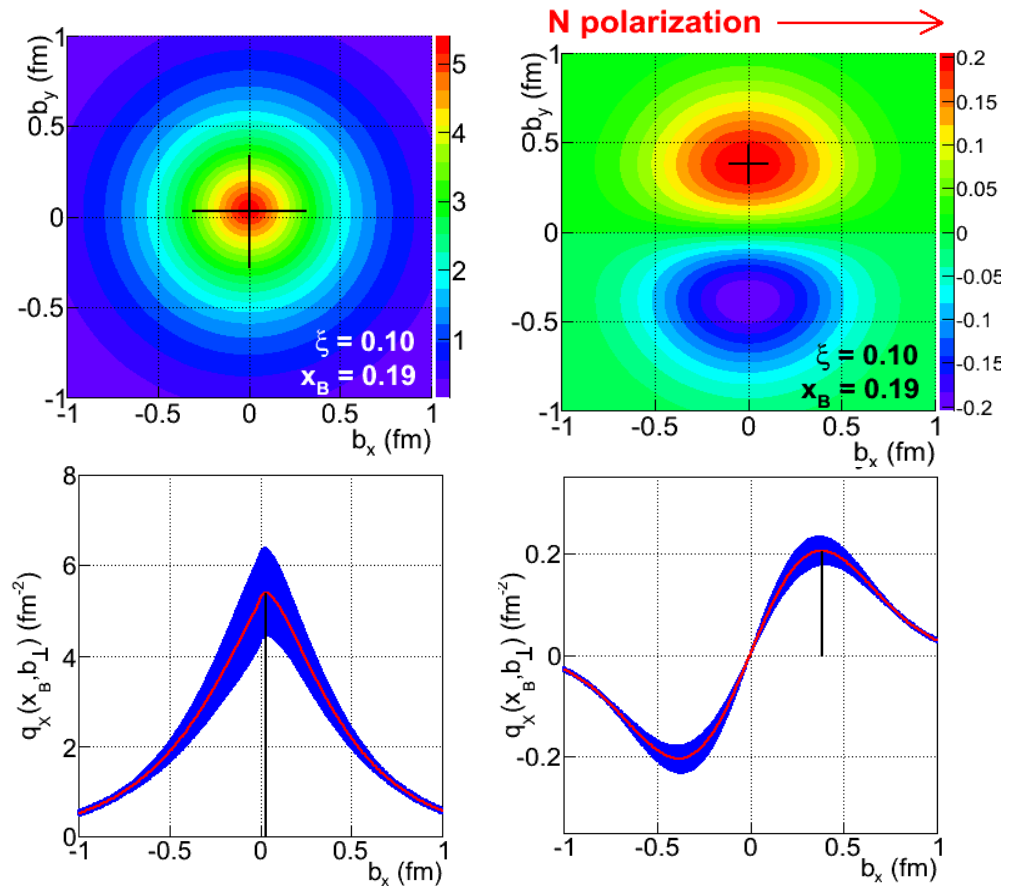 N polarization
b_y (fm)
1
0.5
0
-0.5
-1
-1 -0.5 0 0.5 1
b_x (fm)
ξ = 0.10
x_B = 0.19
5
4
3
2
1
b_y (fm)
1
0.5
0
-0.5
-1
-1 -0.5 0 0.5 1
b_x (fm)
ξ = 0.10
x_B = 0.19
0.2
0.15
0.1
0.05
0
-0.05
-0.1
-0.15
-0.2
q_x(x_B,b_⊥) (fm^-2)
8
6
4
2
0
-1 -0.5 0 0.5 1
b_x (fm)
q_x(x_B,b_⊥) (fm^-2)
0.2
0
-0.2
-1 -0.5 0 0.5 1
b_x (fm)